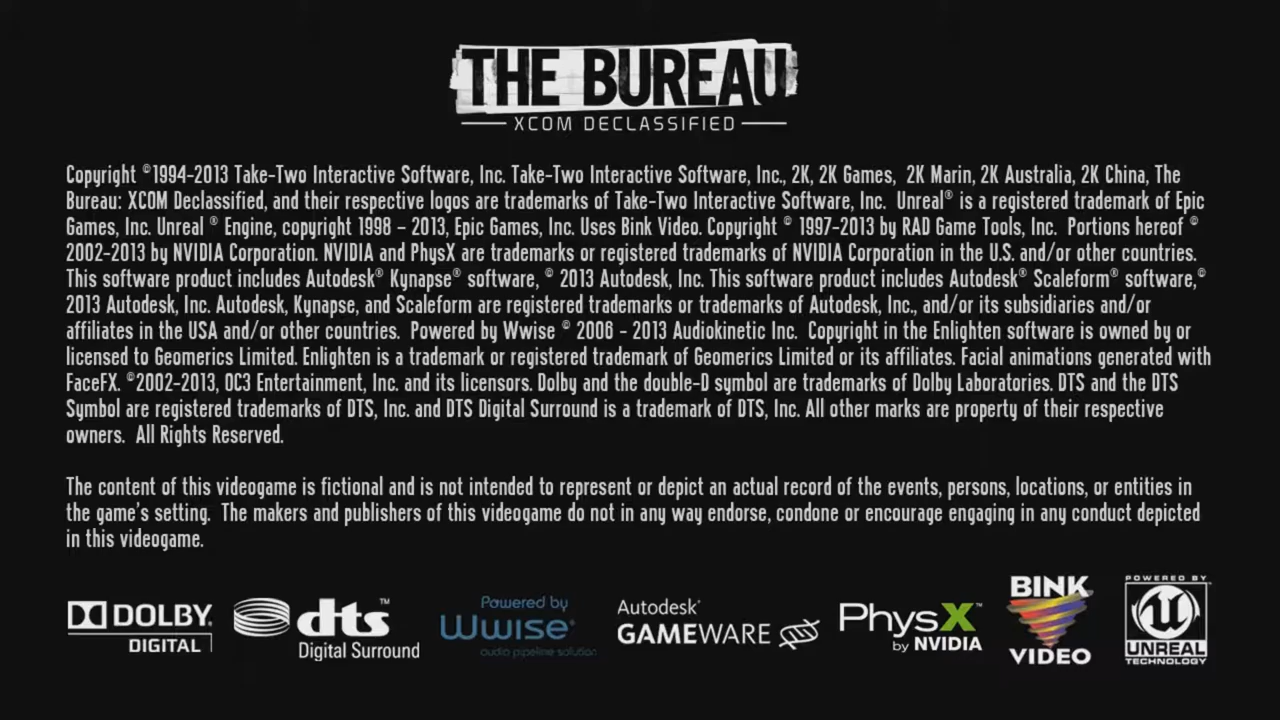 THE BUREAU
XCOM DECLASSIFIED
Copyright ©1994-2013 Take-Two Interactive Software, Inc. Take-Two Interactive Software, Inc., 2K, 2K Games, 2K Marin, 2K Australia, 2K China, The
Bureau: XCOM Declassified, and their respective logos are trademarks of Take-Two Interactive Software, Inc. Unreal® is a registered trademark of Epic
Games, Inc. Unreal ® Engine, copyright 1998 – 2013, Epic Games, Inc. Uses Bink Video. Copyright © 1997-2013 by RAD Game Tools, Inc. Portions hereof ©
2002-2013 by NVIDIA Corporation. NVIDIA and PhysX are trademarks or registered trademarks of NVIDIA Corporation in the U.S. and/or other countries.
This software product includes Autodesk® Kynapse® software, © 2013 Autodesk, Inc. This software product includes Autodesk® Scaleform® software,©
2013 Autodesk, Inc. Autodesk, Kynapse, and Scaleform are registered trademarks or trademarks of Autodesk, Inc., and/or its subsidiaries and/or
affiliates in the USA and/or other countries. Powered by Wwise © 2006 - 2013 Audiokinetic Inc. Copyright in the Enlighten software is owned by or
licensed to Geomerics Limited. Enlighten is a trademark or registered trademark of Geomerics Limited or its affiliates. Facial animations generated with
FaceFX. ©2002-2013, OC3 Entertainment, Inc. and its licensors. Dolby and the double-D symbol are trademarks of Dolby Laboratories. DTS and the DTS
Symbol are registered trademarks of DTS, Inc. and DTS Digital Surround is a trademark of DTS, Inc. All other marks are property of their respective
owners. All Rights Reserved.
The content of this videogame is fictional and is not intended to represent or depict an actual record of the events, persons, locations, or entities in
the game's setting. The makers and publishers of this videogame do not in any way endorse, condone or encourage engaging in any conduct depicted
in this videogame.
DOLBY
DIGITAL
dts™
Digital Surround
Powered by
Wwise®
audio pipeline solution
Autodesk®
GAMEWARE
PhysX™
by NVIDIA
BINK
VIDEO
POWERED BY
UNREAL
TECHNOLOGY